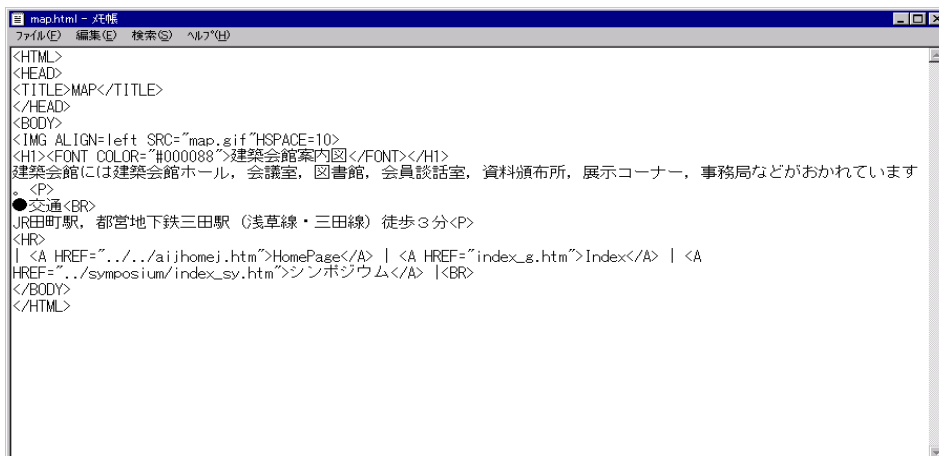 map.html - メモ帳
ファイル(F) 編集(E) 検索(S) ヘルプ(H)
<HTML>
<HEAD>
<TITLE>MAP</TITLE>
</HEAD>
<BODY>
<IMG ALIGN=left SRC="map.gif"HSPACE=10>
<H1><FONT COLOR="#000088">建築会館案内図</FONT></H1>
建築会館には建築会館ホール，会議室，図書館，会員談話室，資料頒布所，展示コーナー，事務局などがおかれています
。<P>
●交通<BR>
JR田町駅，都営地下鉄三田駅（浅草線・三田線）徒歩３分<P>
<HR>
| <A HREF="../../aijhomej.htm">HomePage</A> | <A HREF="index_g.htm">Index</A> | <A
HREF="../symposium/index_sy.htm">シンポジウム</A> |<BR>
</BODY>
</HTML>